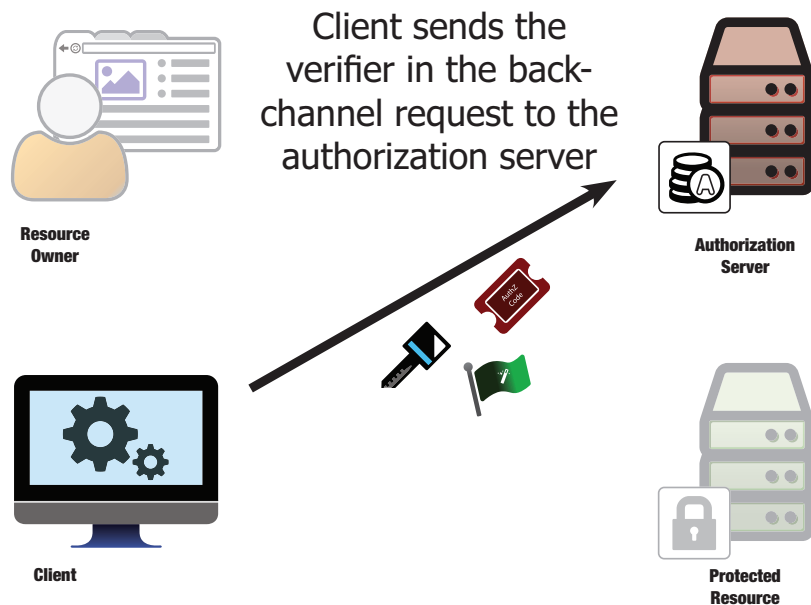 Client sends the
verifier in the back-
channel request to the
authorization server
Resource
Owner
A
Authorization
Server
AuthZ
Code
Client
Protected
Resource